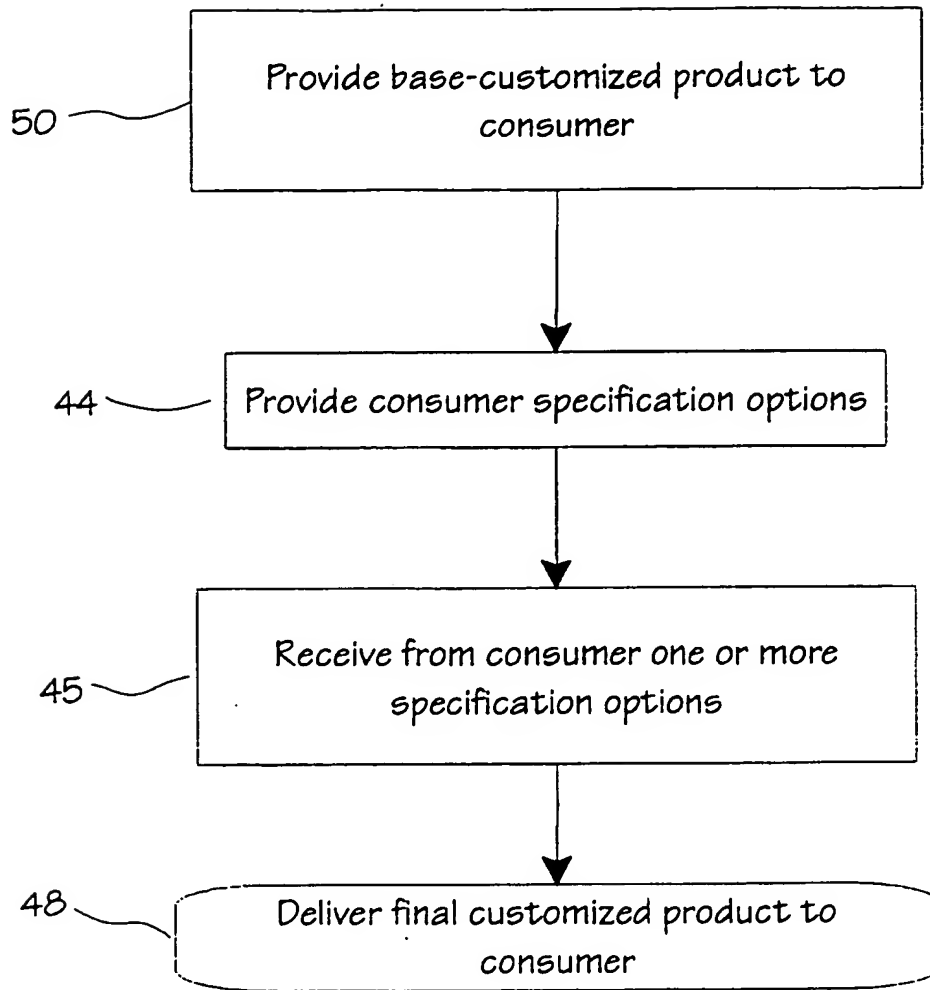 Provide base-customized product to
consumer
50
Provide consumer specification options
44
Receive from consumer one or more
specification options
45
Deliver final customized product to
consumer
48